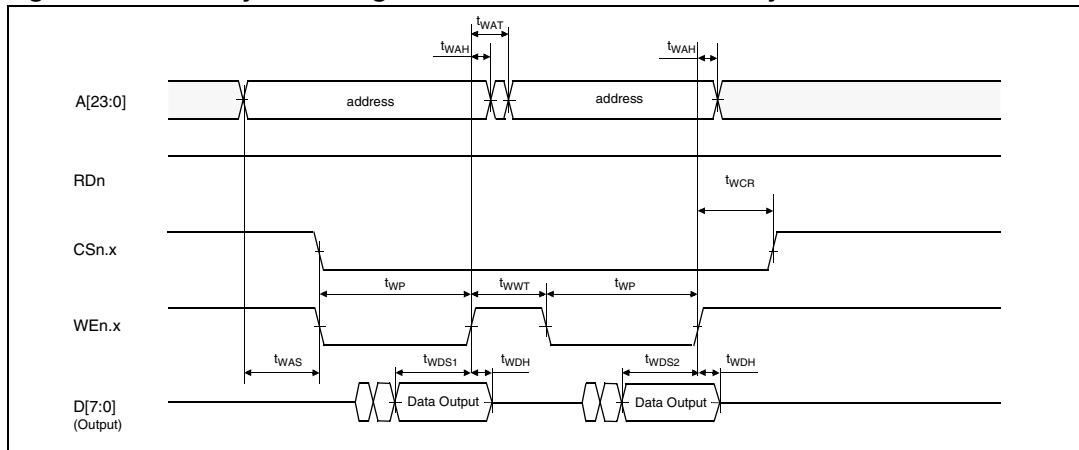 tWAT
tWAH
tWAH
A[23:0]
address
address
RDn
tWCR
CSn.x
tWP
tWWT
tWP
WEn.x
tWAS
tWDS1
tWDH
tWDS2
tWDH
D[7:0]
(Output)
Data Output
Data Output